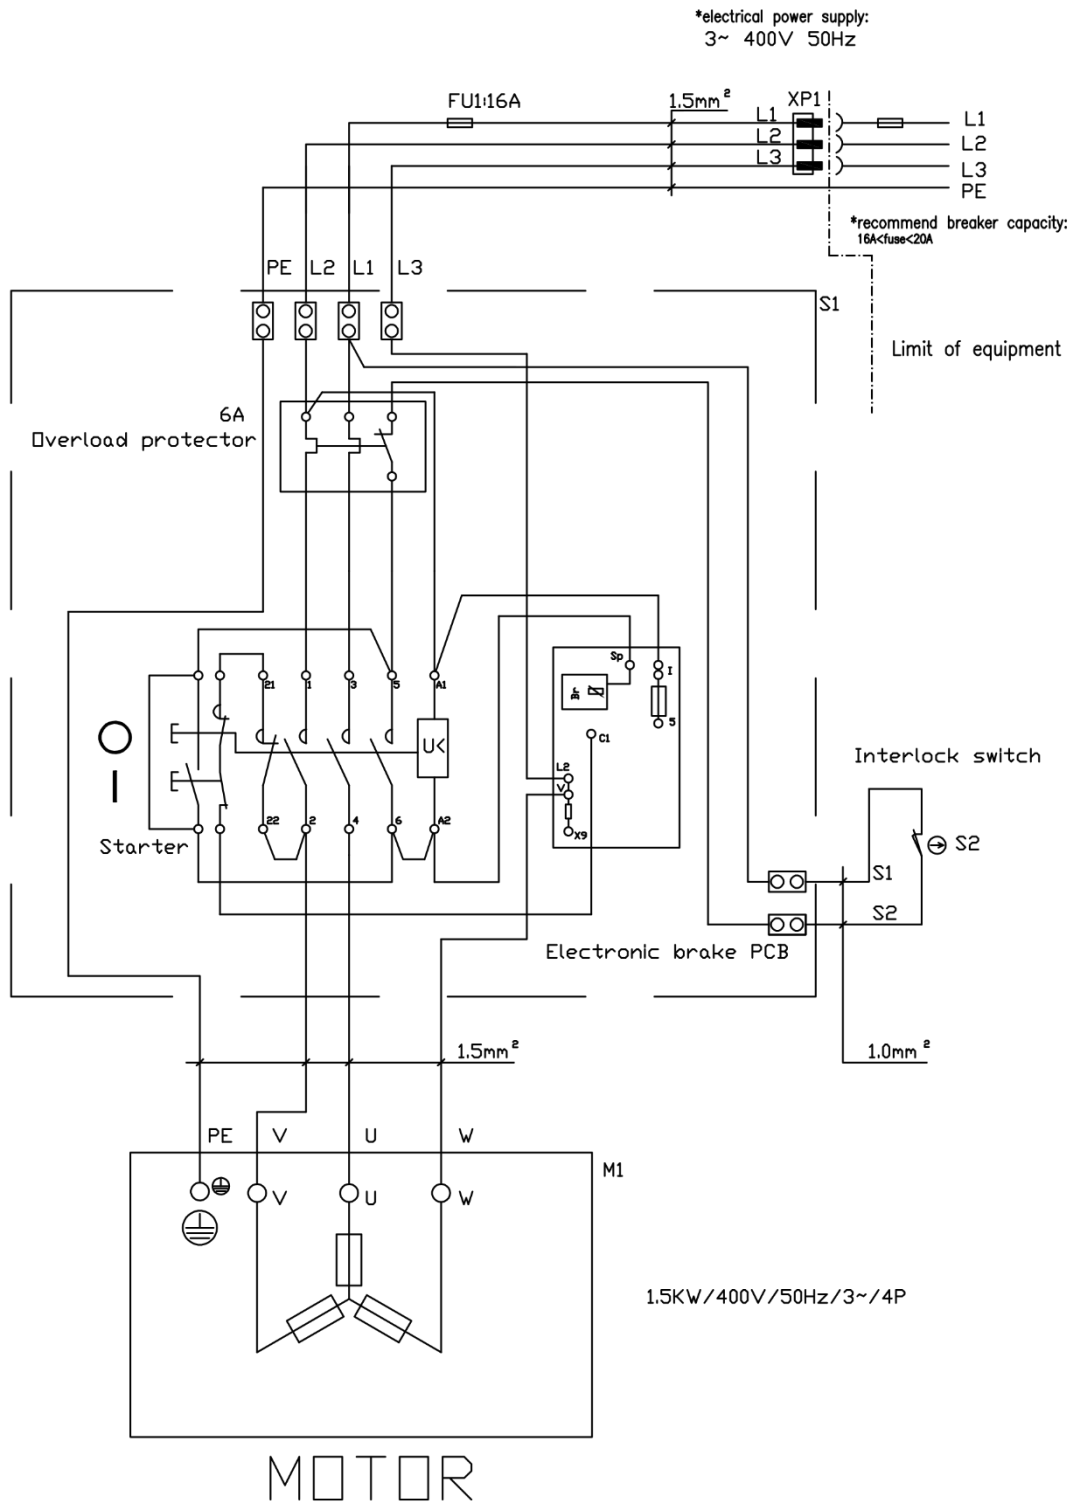 *electrical power supply:
3~ 400V 50Hz
FU1:16A
1.5mm²
XP1
L1
L1
L2
L2
L3
L3
PE
*recommend breaker capacity:
16A<fuse<20A
PE L2 L1 L3
S1
Limit of equipment
6A
Overload protector
Sp
I
21 1 3 5 A1
Br
5
C1
U<
L2
V
X9
Interlock switch
22 2 4 6 A2
Starter
S2
S1
S2
Electronic brake PCB
1.5mm²
1.0mm²
PE V U W
M1
V U W
1.5KW/400V/50Hz/3~/4P
MOTOR